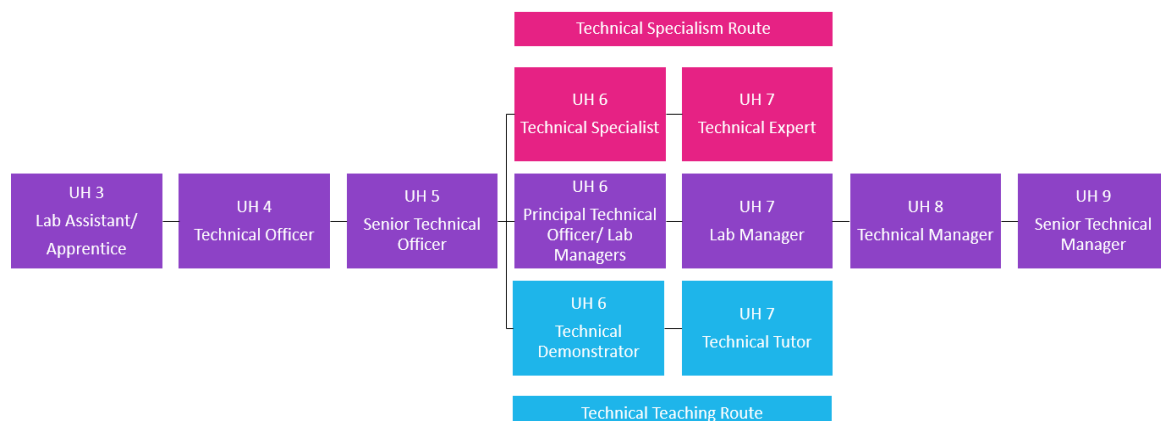 Technical Specialism Route
UH 6
Technical Specialist
UH 7
Technical Expert
UH 3
Lab Assistant/
Apprentice
UH 4
Technical Officer
UH 5
Senior Technical
Officer
UH 6
Principal Technical
Officer/ Lab
Managers
UH 7
Lab Manager
UH 8
Technical Manager
UH 9
Senior Technical
Manager
UH 6
Technical
Demonstrator
UH 7
Technical Tutor
Technical Teaching Route